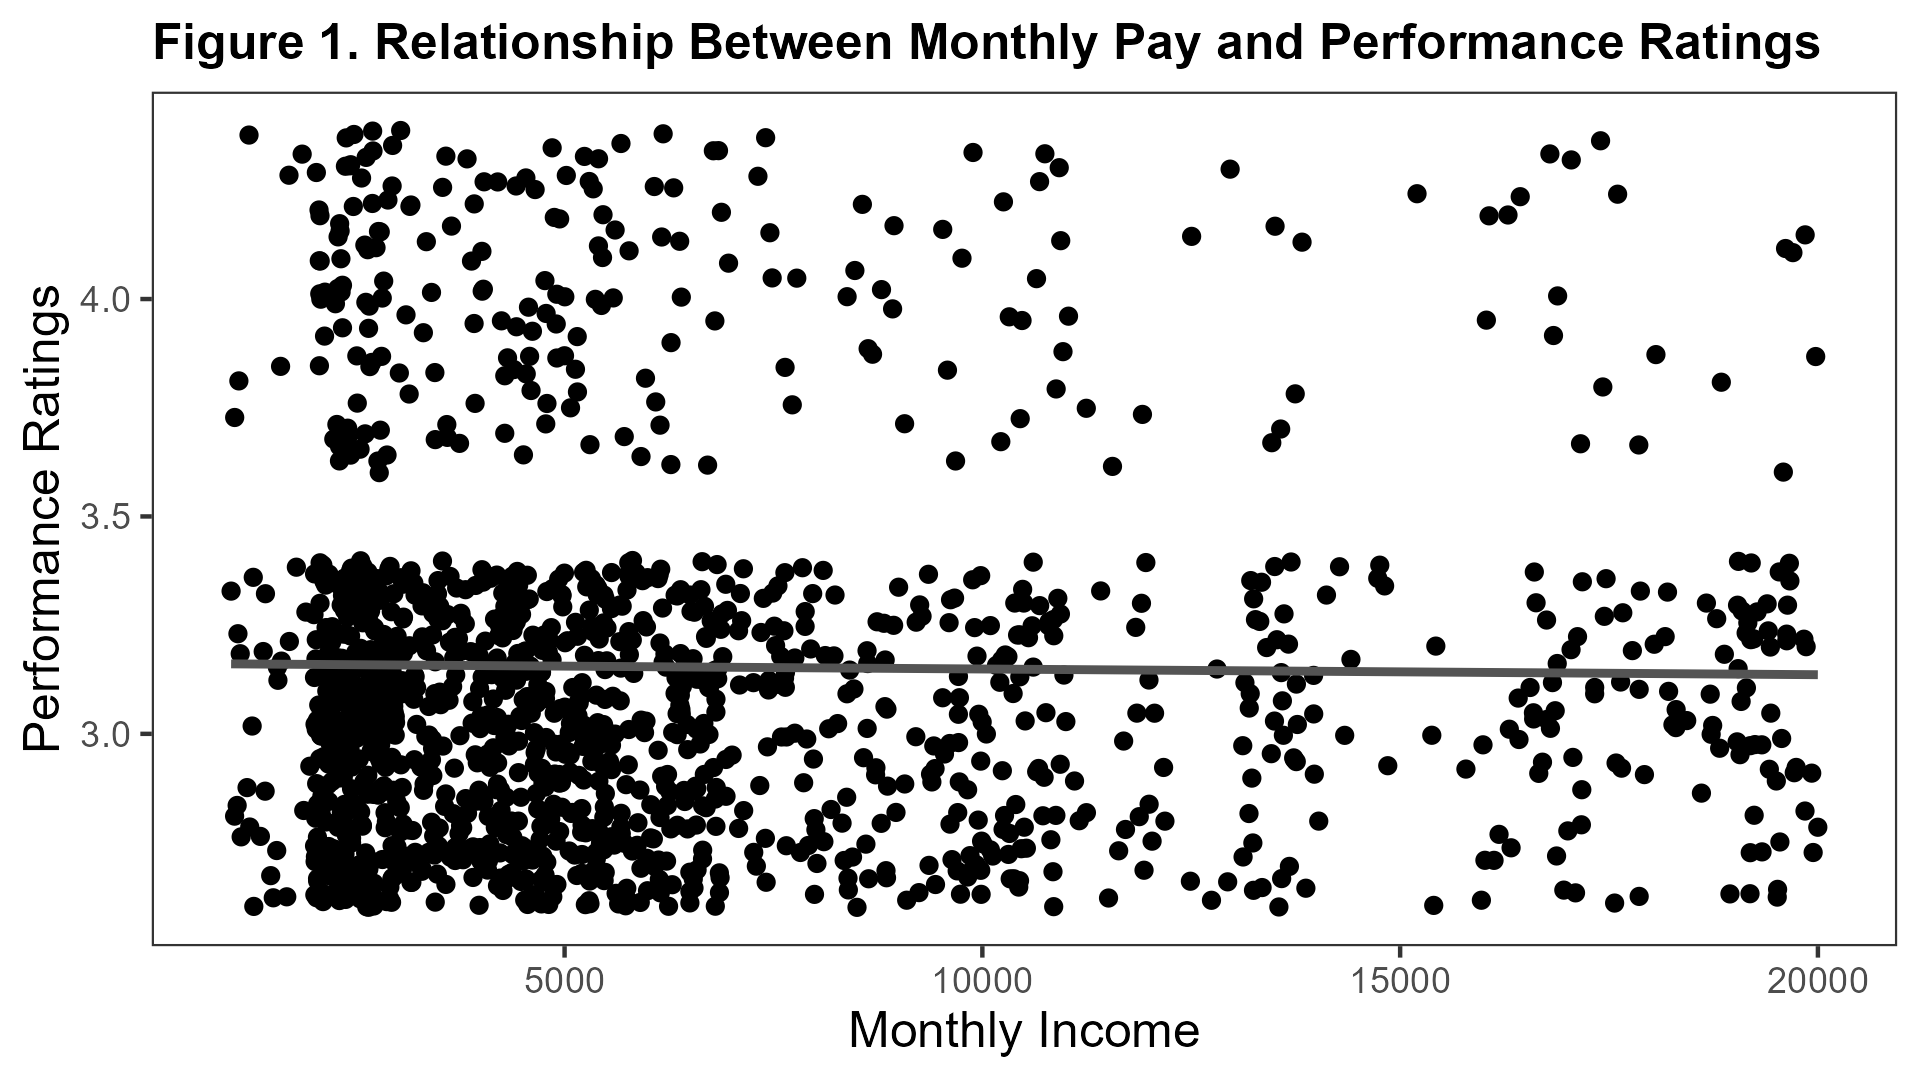 Figure 1. Relationship Between Monthly Pay and Performance Ratings
Performance Ratings
4.0
3.5
3.0
5000
10000
15000
20000
Monthly Income